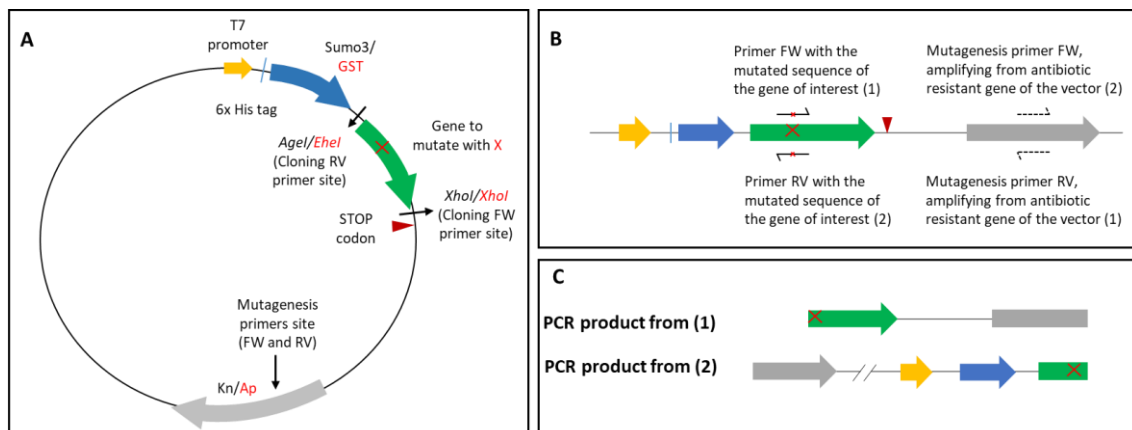 A
T7
promoter
Sumo3/
GST
6x His tag
AgeI/EheI
(Cloning RV
primer site)
Gene to
mutate with X
XhoI/XhoI
(Cloning FW
primer site)
STOP
codon
Mutagenesis
primers site
(FW and RV)
Kn/Ap
B
Primer FW with the
mutated sequence of
the gene of interest (1)
Mutagenesis primer FW,
amplifying from antibiotic
resistant gene of the vector (2)
Primer RV with the
mutated sequence of
the gene of interest (2)
Mutagenesis primer RV,
amplifying from antibiotic
resistant gene of the vector (1)
C
PCR product from (1)
PCR product from (2)